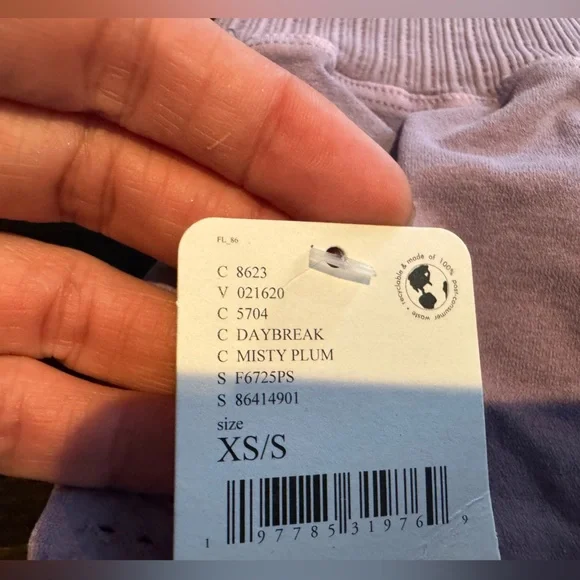 FL_86
recyclable & made of 100% post-consumer waste •
C 8623
V 021620
C 5704
C DAYBREAK
C MISTY PLUM
S F6725PS
S 86414901
size
XS/S
1 97785 31976 9